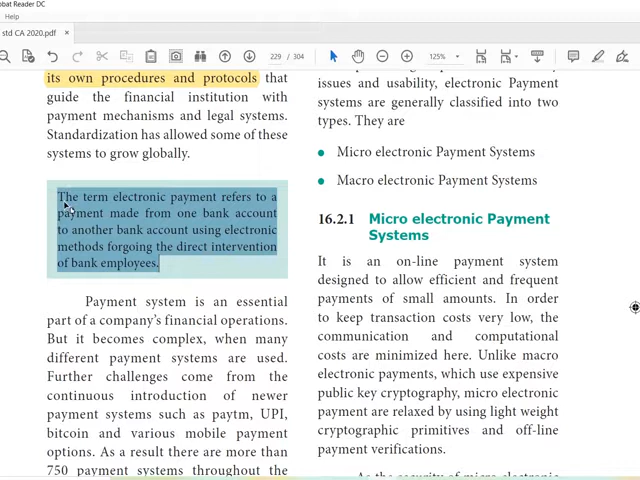 obat Reader DC
Help
std CA 2020.pdf
229 / 304
125%
its own procedures and protocols that
guide the financial institution with
payment mechanisms and legal systems.
Standardization has allowed some of these
systems to grow globally.
The term electronic payment refers to a
payment made from one bank account
to another bank account using electronic
methods forgoing the direct intervention
of bank employees.
Payment system is an essential
part of a company's financial operations.
But it becomes complex, when many
different payment systems are used.
Further challenges come from the
continuous introduction of newer
payment systems such as paytm, UPI,
bitcoin and various mobile payment
options. As a result there are more than
750 payment systems throughout the
issues and usability, electronic Payment
systems are generally classified into two
types. They are
• Micro electronic Payment Systems
• Macro electronic Payment Systems
16.2.1 Micro electronic Payment
Systems
It is an on-line payment system
designed to allow efficient and frequent
payments of small amounts. In order
to keep transaction costs very low, the
communication and computational
costs are minimized here. Unlike macro
electronic payments, which use expensive
public key cryptography, micro electronic
payment are relaxed by using light weight
cryptographic primitives and off-line
payment verifications.
As the security of micro electronic